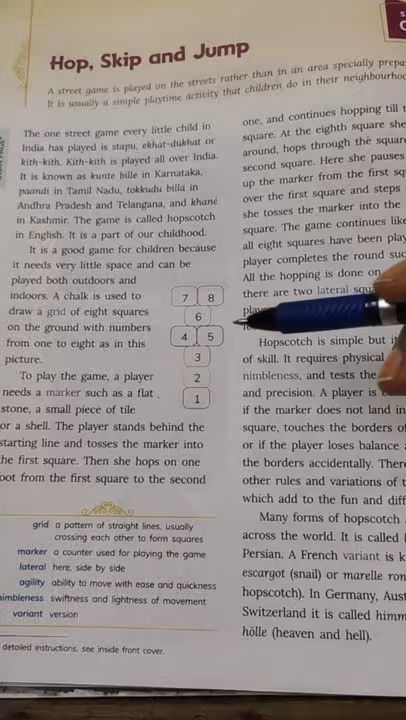 Hop, Skip and Jump
A street game is played on the streets rather than in an area specially
It is usually a simple playtime activity that children do in their
The one street game every little child in
India has played is stapu, ekhat-dukhat or
kith-kith. Kith-kith is played all over India.
It is known as kunte bille in Karnataka,
paandi in Tamil Nadu, tokkudu billa in
Andhra Pradesh and Telangana, and khané
in Kashmir. The game is called hopscotch
in English. It is a part of our childhood.
It is a good game for children because
it needs very little space and can be
played both outdoors and
indoors. A chalk is used to
draw a grid of eight squares
on the ground with numbers
from one to eight as in this
picture.
To play the game, a player
needs a marker such as a flat
stone, a small piece of tile
or a shell. The player stands behind the
starting line and tosses the marker into
the first square. Then she hops on one
foot from the first square to the second
7 8
6
4 5
3
2
1
one, and continues hopping till
square. At the eighth square she
around, hops through the square
second square. Here she pauses
up the marker from the first
over the first square and steps
she tosses the marker into the
square. The game continues like
all eight squares have been
player completes the round
All the hopping is done on
there are two lateral
Hopscotch is simple but
of skill. It requires physical
nimbleness, and tests the
and precision. A player is
if the marker does not land in
square, touches the borders of
or if the player loses balance
the borders accidentally.
other rules and variations of
which add to the fun and
Many forms of hopscotch
across the world. It is called
Persian. A French variant is
escargot (snail) or marelle
hopscotch). In Germany,
Switzerland it is called
hölle (heaven and hell).
grid a pattern of straight lines, usually
crossing each other to form squares
marker a counter used for playing the game
lateral here, side by side
agility ability to move with ease and quickness
nimbleness swiftness and lightness of movement
variant version
detailed instructions, see inside front cover.